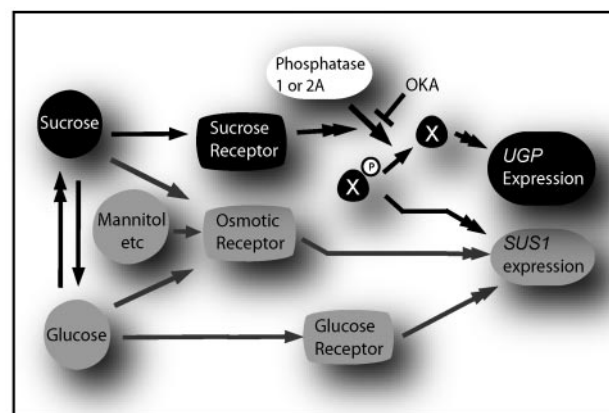 Phosphatase
1 or 2A
OKA
Sucrose
Sucrose
Receptor
X
P
X
UGP
Expression
Mannitol
etc
Osmotic
Receptor
SUS1
expression
Glucose
Glucose
Receptor